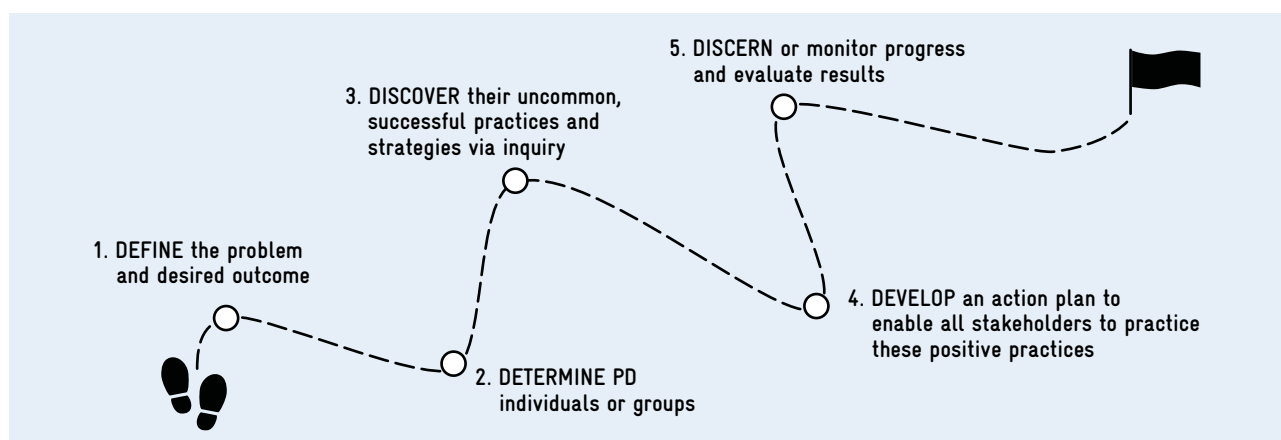 1. DEFINE the problem
and desired outcome
2. DETERMINE PD
individuals or groups
3. DISCOVER their uncommon,
successful practices and
strategies via inquiry
4. DEVELOP an action plan to
enable all stakeholders to practice
these positive practices
5. DISCERN or monitor progress
and evaluate results